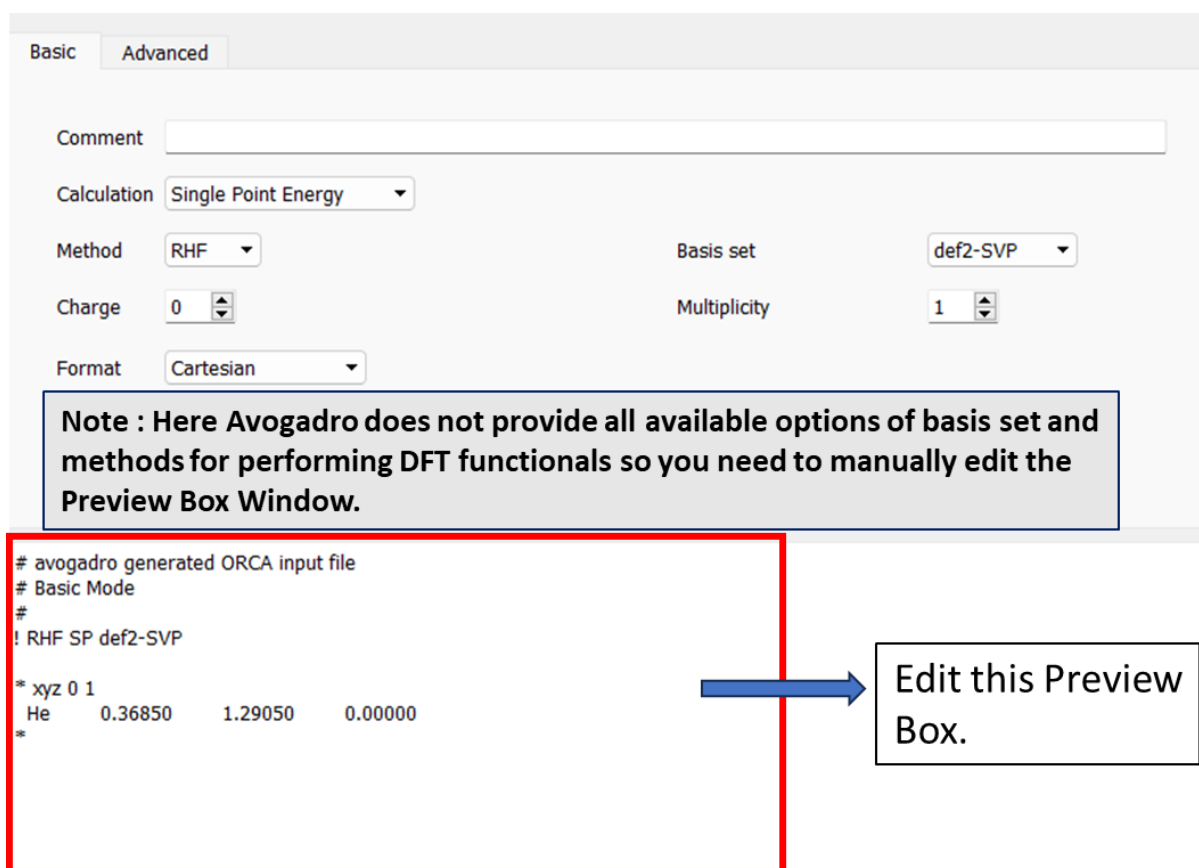 Basic Advanced
Comment
Calculation Single Point Energy
Method RHF Basis set def2-SVP
Charge 0 Multiplicity 1
Format Cartesian
Note : Here Avogadro does not provide all available options of basis set and
methods for performing DFT functionals so you need to manually edit the
Preview Box Window.
# avogadro generated ORCA input file
# Basic Mode
#
! RHF SP def2-SVP
* xyz 0 1
He 0.36850 1.29050 0.00000
*
Edit this Preview
Box.